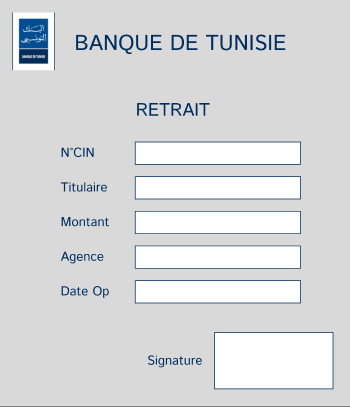 البنك
التونسي
BANQUE DE TUNISIE
BANQUE DE TUNISIE
RETRAIT
N°CIN
Titulaire
Montant
Agence
Date Op
Signature